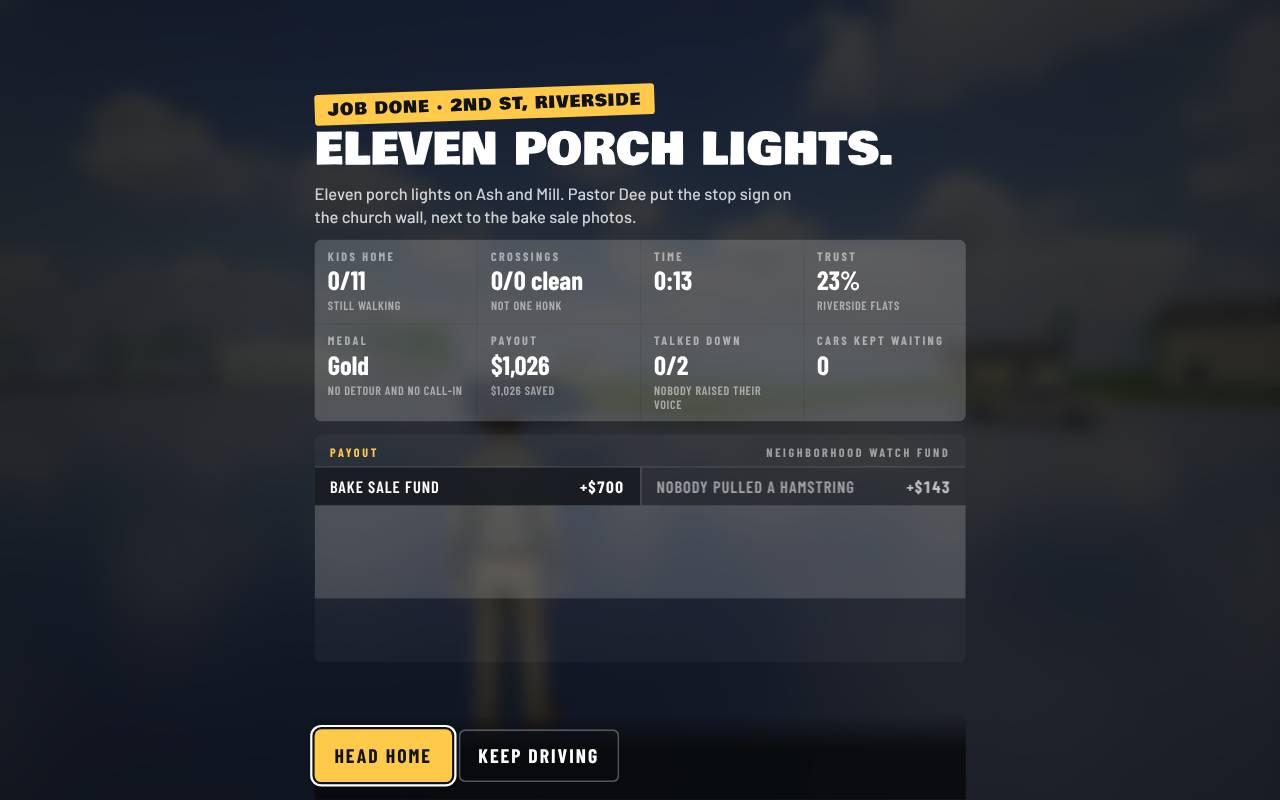 JOB DONE · 2ND ST, RIVERSIDE
ELEVEN PORCH LIGHTS.
Eleven porch lights on Ash and Mill. Pastor Dee put the stop sign on
the church wall, next to the bake sale photos.
KIDS HOME CROSSINGS TIME TRUST
0/11 0/0 clean 0:13 23%
STILL WALKING NOT ONE HONK RIVERSIDE FLATS
MEDAL PAYOUT TALKED DOWN CARS KEPT WAITING
Gold $1,026 0/2 0
NO DETOUR AND NO CALL-IN $1,026 SAVED NOBODY RAISED THEIR
VOICE
PAYOUT NEIGHBORHOOD WATCH FUND
BAKE SALE FUND +$700 NOBODY PULLED A HAMSTRING +$143
HEAD HOME KEEP DRIVING